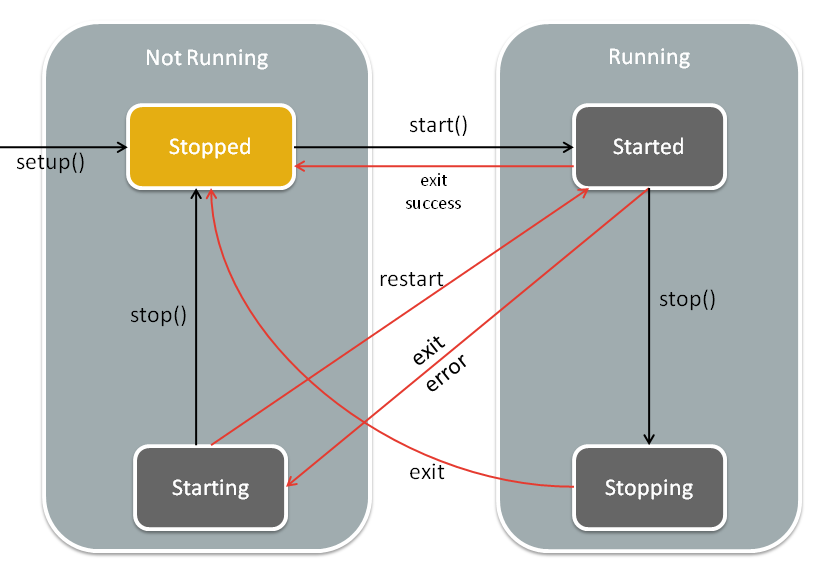 Not Running
Running
Stopped
start()
Started
setup()
exit
success
restart
stop()
stop()
exit
error
exit
Starting
Stopping